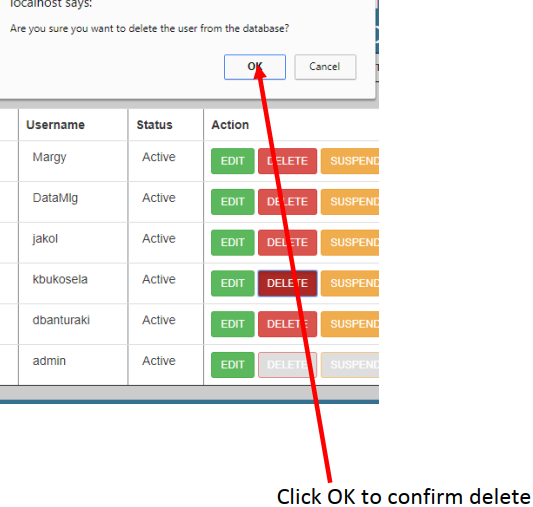 localhost says:
Are you sure you want to delete the user from the database?
OK Cancel
Username Status Action
Margy Active EDIT DELETE SUSPEND
DataMlg Active EDIT DELETE SUSPEND
jakol Active EDIT DELETE SUSPEND
kbukosela Active EDIT DELETE SUSPEND
dbanturaki Active EDIT DELETE SUSPEND
admin Active EDIT DELETE SUSPEND
Click OK to confirm delete